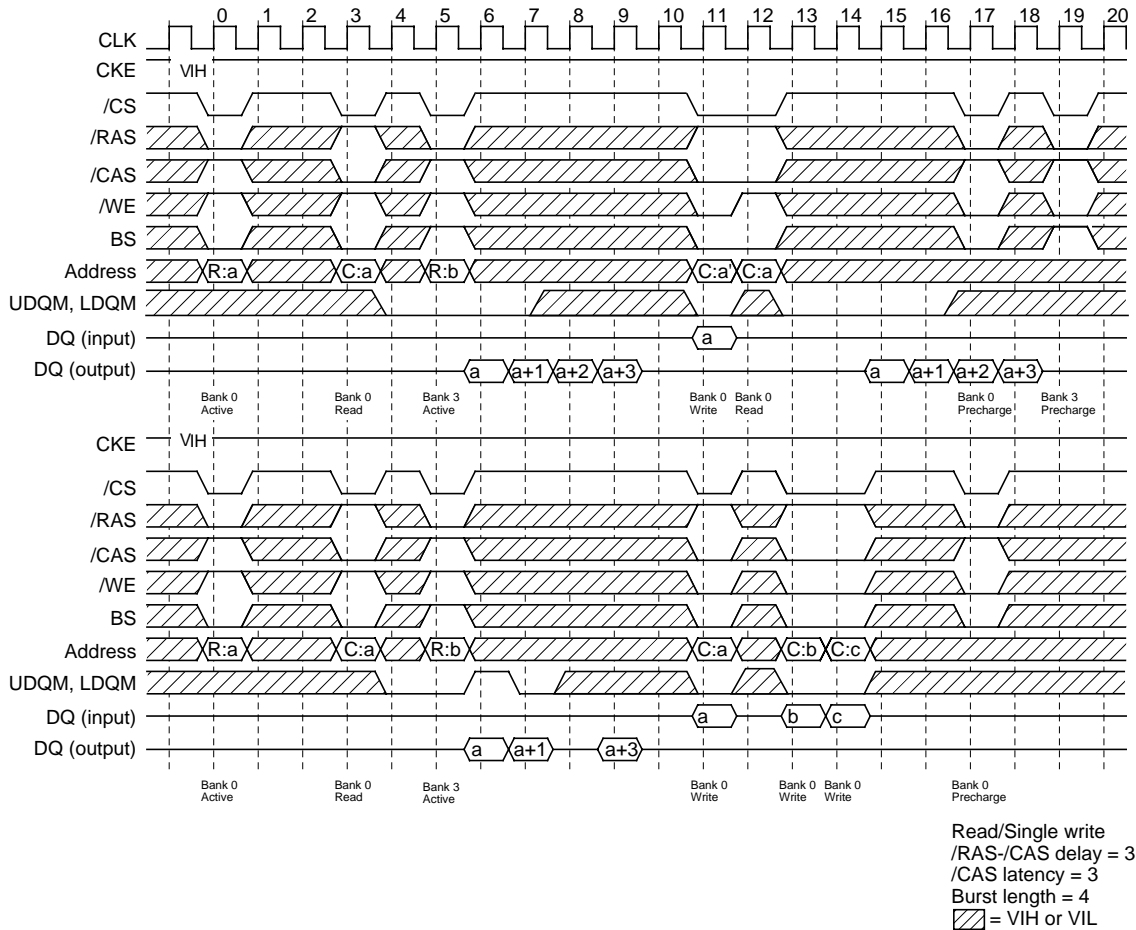 0 1 2 3 4 5 6 7 8 9 10 11 12 13 14 15 16 17 18 19 20
CLK
CKE VIH
/CS
/RAS
/CAS
/WE
BS
Address R:a C:a R:b C:a' C:a
UDQM, LDQM
DQ (input) a
DQ (output) a a+1 a+2 a+3 a a+1 a+2 a+3
Bank 0 Bank 0 Bank 3 Bank 0 Bank 0 Bank 0 Bank 3
Active Read Active Write Read Precharge Precharge
CKE VIH
/CS
/RAS
/CAS
/WE
BS
Address R:a C:a R:b C:a C:b C:c
UDQM, LDQM
DQ (input) a b c
DQ (output) a a+1 a+3
Bank 0 Bank 0 Bank 3 Bank 0 Bank 0 Bank 0 Bank 0
Active Read Active Write Write Write Precharge
Read/Single write
/RAS-/CAS delay = 3
/CAS latency = 3
Burst length = 4
= VIH or VIL